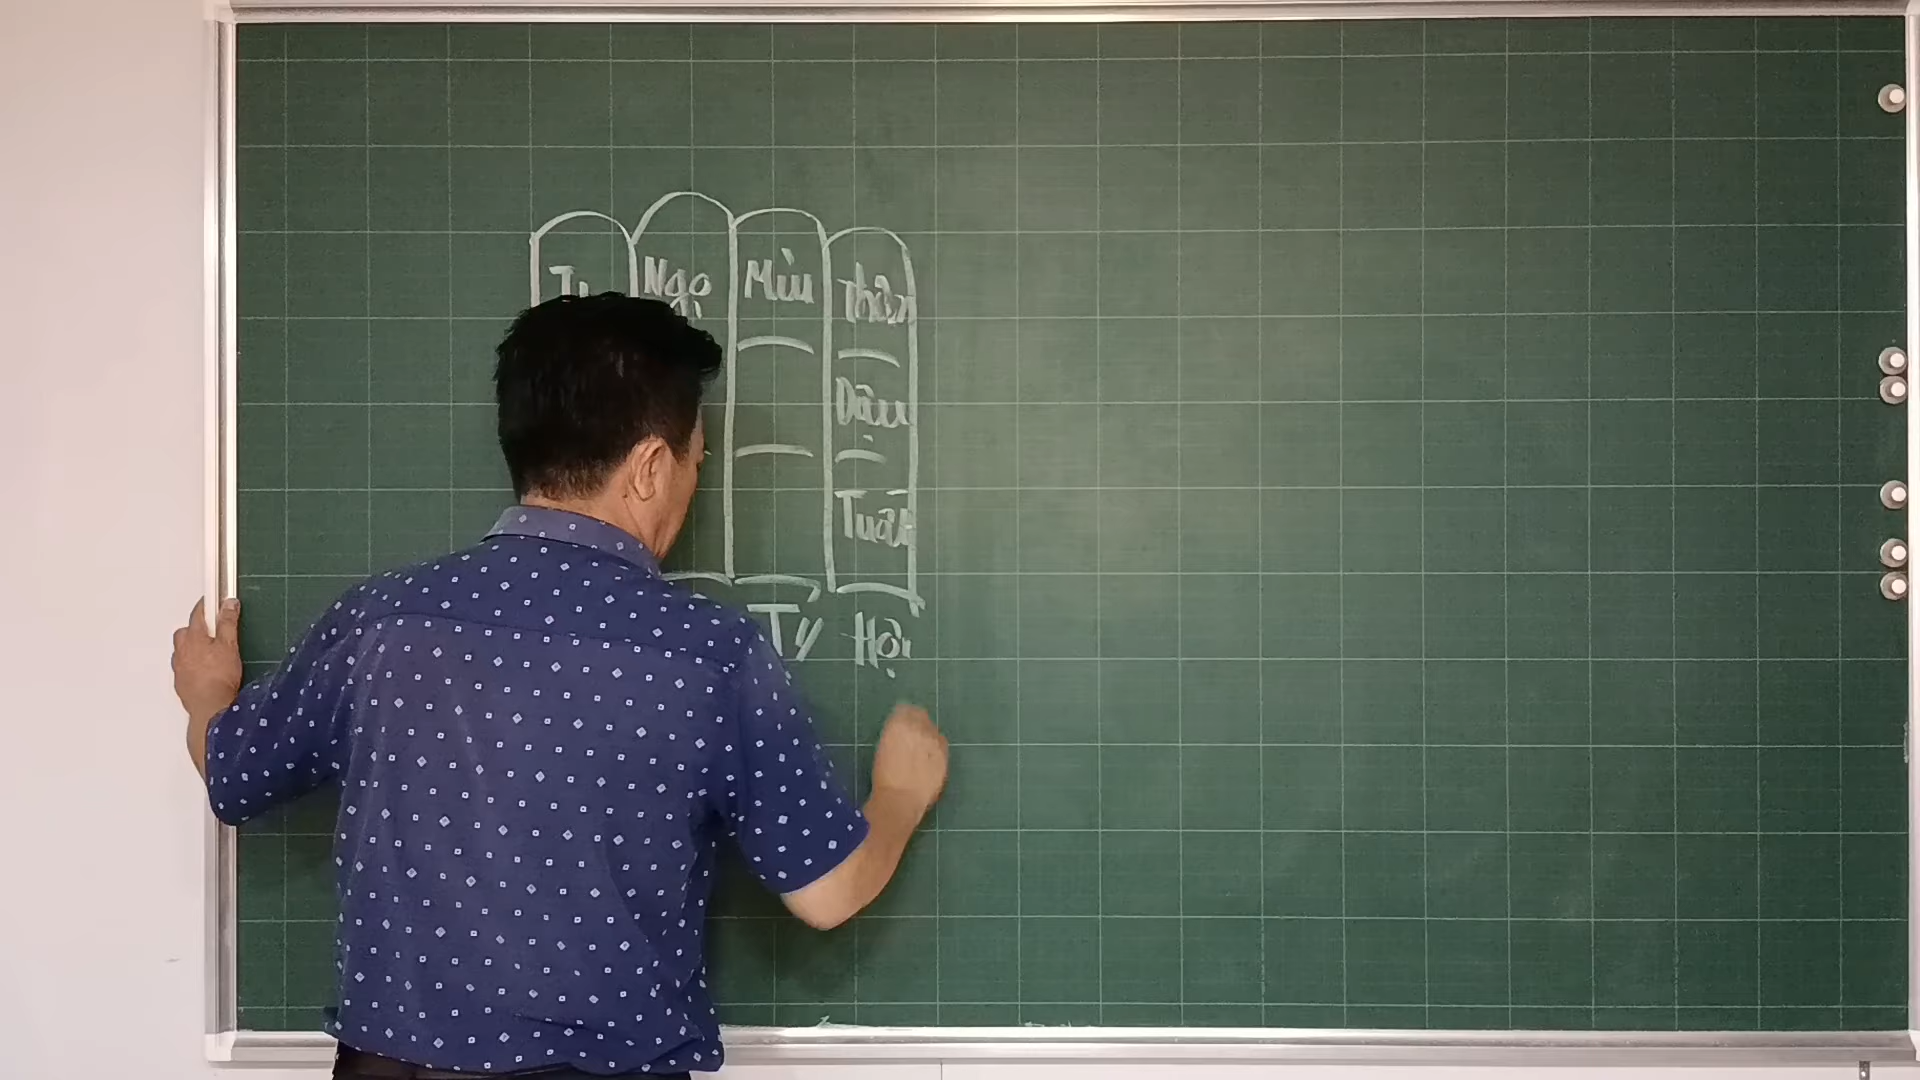 Ngọ Mùi Thân
Dậu
Tuất
Tý Hợi